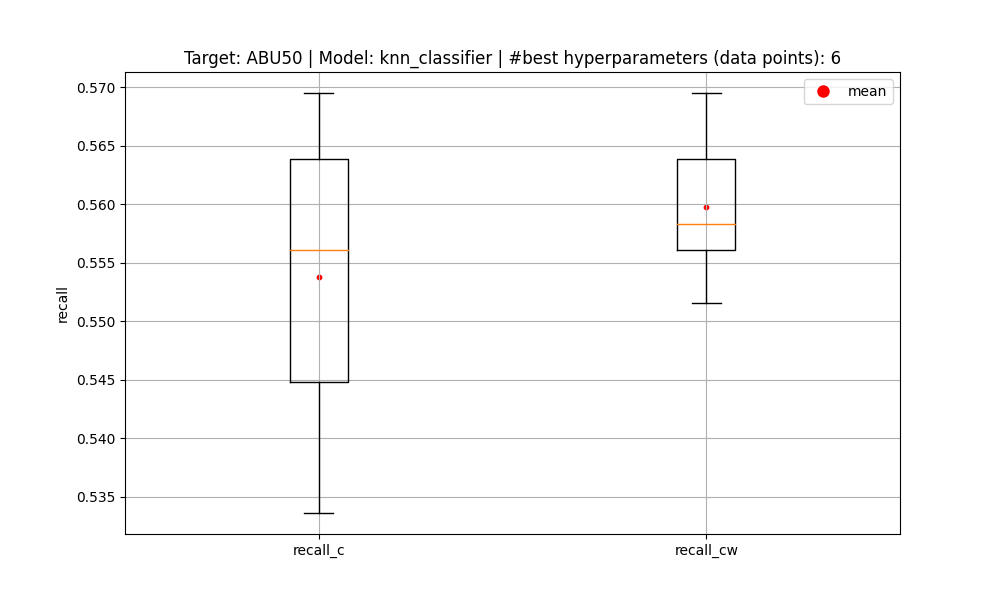 Target: ABU50 | Model: knn_classifier | #best hyperparameters (data points): 6
mean
0.570
0.565
0.560
0.555
0.550
0.545
0.540
0.535
recall
recall_c
recall_cw